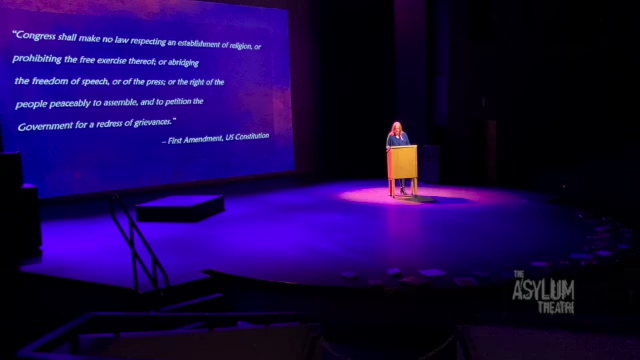 "Congress shall make no law respecting an establishment of religion, or
prohibiting the free exercise thereof; or abridging
the freedom of speech, or of the press; or the right of the
people peaceably to assemble, and to petition the
Government for a redress of grievances."
– First Amendment, US Constitution
THE
ASYLUM
THEATRE